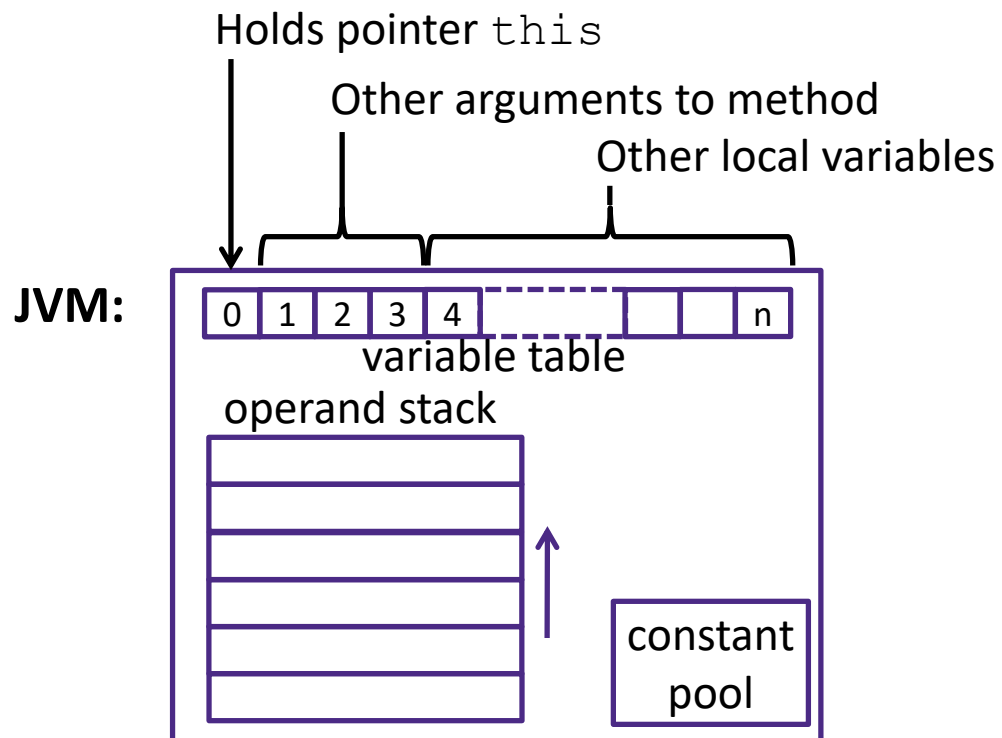 Holds pointer this
Other arguments to method
Other local variables
JVM:
0 1 2 3 4 n
variable table
operand stack
constant
pool